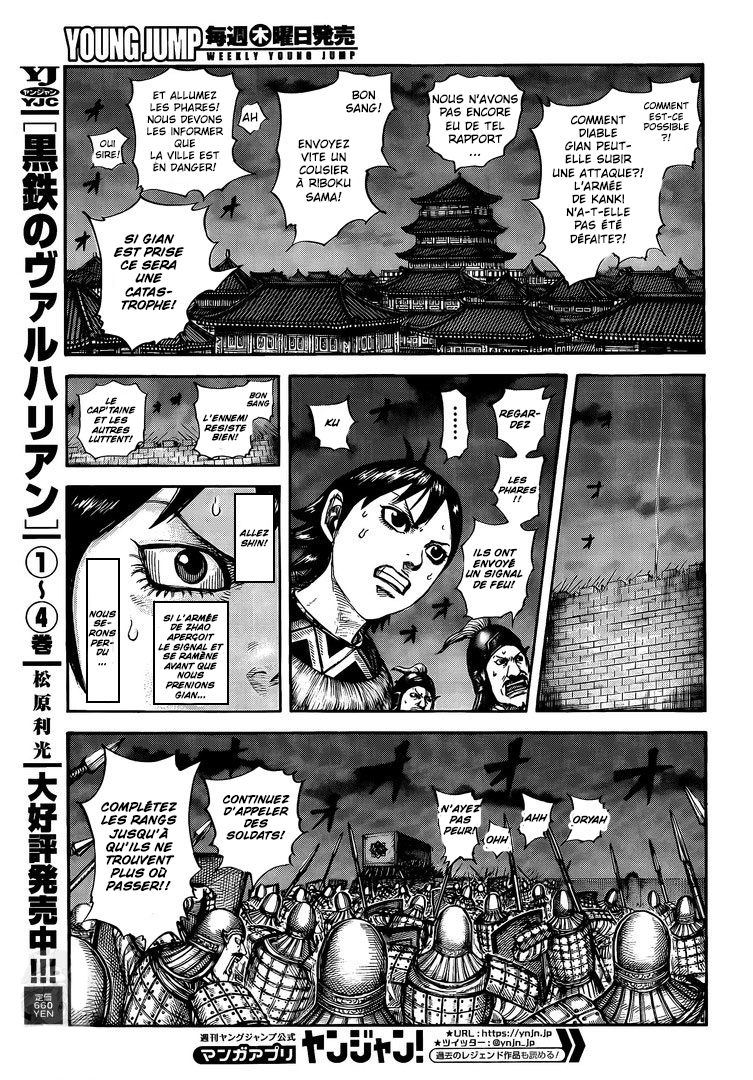 YOUNG JUMP 毎週木曜日発売
WEEKLY YOUNG JUMP
YJ
ヤンジャン
YJC
［黒鉄のヴァルハリアン］①〜④巻 松原利光 大好評発売中!!!
定価
660
YEN
COMMENT
EST-CE
POSSIBLE
?!
COMMENT
DIABLE
GIAN PEUT-
ELLE SUBIR
UNE ATTAQUE?!
L'ARMÉE
DE KANKI
N'A-T-ELLE
PAS ÉTÉ
DÉFAITE?!
NOUS N'AVONS
PAS ENCORE
EU DE TEL
RAPPORT
...
BON
SANG!
ENVOYEZ
VITE UN
COUSIER
À RIBOKU
SAMA!
AH
ET ALLUMEZ
LES PHARES!
NOUS DEVONS
LES INFORMER
QUE
LA VILLE EST
EN DANGER!
OUI
SIRE!
SI GIAN
EST PRISE
CE SERA
UNE
CATAS-
TROPHE!
オオ
REGAR-
DEZ
LES PHARES
!!
ILS ONT
ENVOYÉ
UN SIGNAL
DE FEU!
.......
KU
BON
SANG
L'ENNEMI
RESISTE
BIEN!
LE
CAP'TAINE
ET LES
AUTRES
LUTTENT!
ALLEZ
SHIN!
SI L'ARMÉE
DE ZHAO
APERÇOIT
LE SIGNAL ET
SE RAMÈNE
AVANT QUE
NOUS
PRENIONS
GIAN...
NOUS
SE-
RONS
PER-
DU
...
ORYAH
AHH
OHH
N'AYEZ
PAS
PEUR!
CONTINUEZ
D'APPELER
DES
SOLDATS!
COMPLÉTEZ
LES RANGS
JUSQU'À
QU'ILS NE
TROUVENT
PLUS OÙ
PASSER!!
オオオ
週刊ヤングジャンプ公式
マンガアプリ
ヤンジャン!
★URL:https://ynjn.jp
★ツイッター:@ynjn_jp
過去のレジェンド作品も読める!